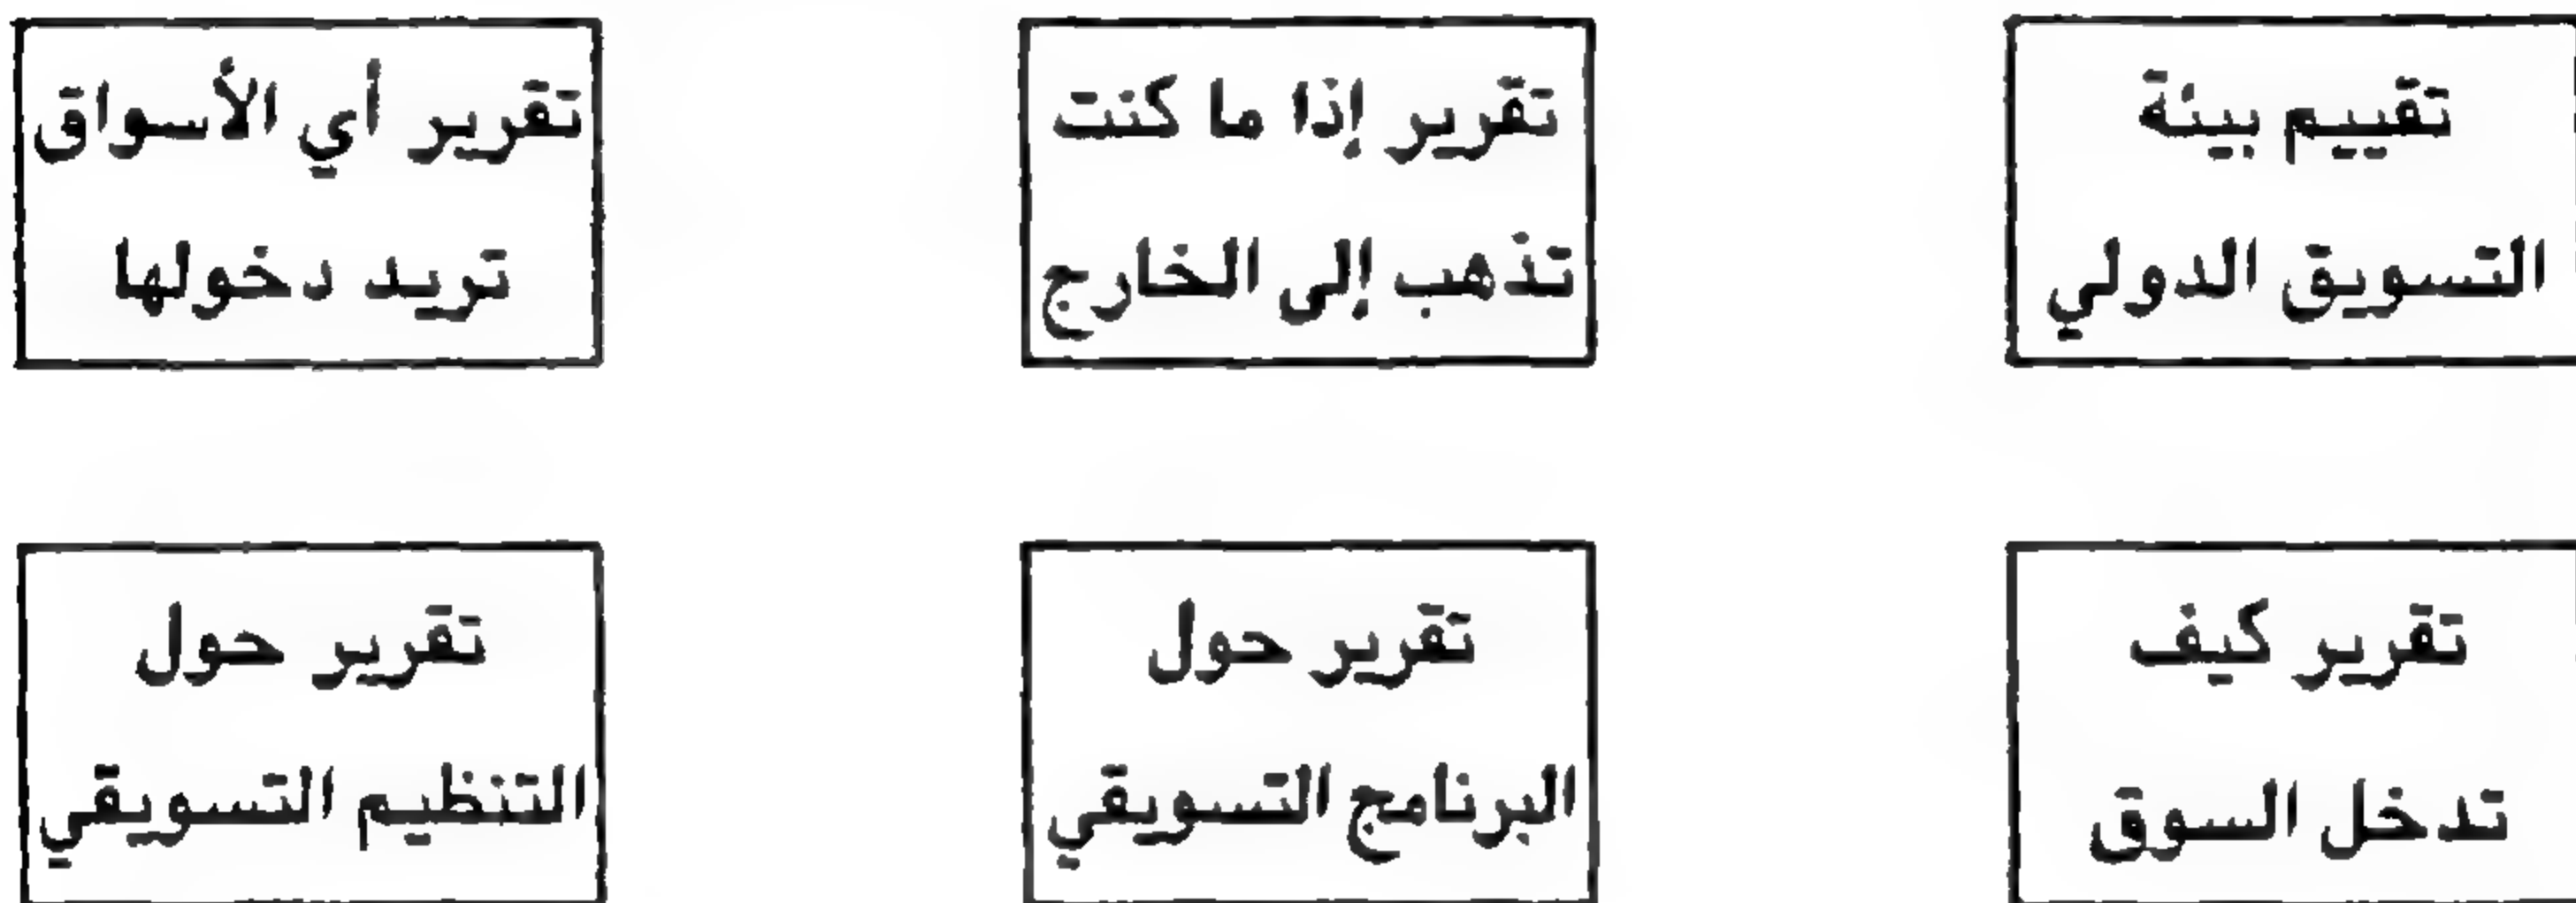 تقييم بيئة
التسويق الدولي
تقرير إذا ما كنت
تذهب إلى الخارج
تقرير أي الأسواق
تريد دخولها
تقرير كيف
تدخل السوق
تقرير حول
البرنامج التسويقي
تقرير حول
التنظيم التسويقي